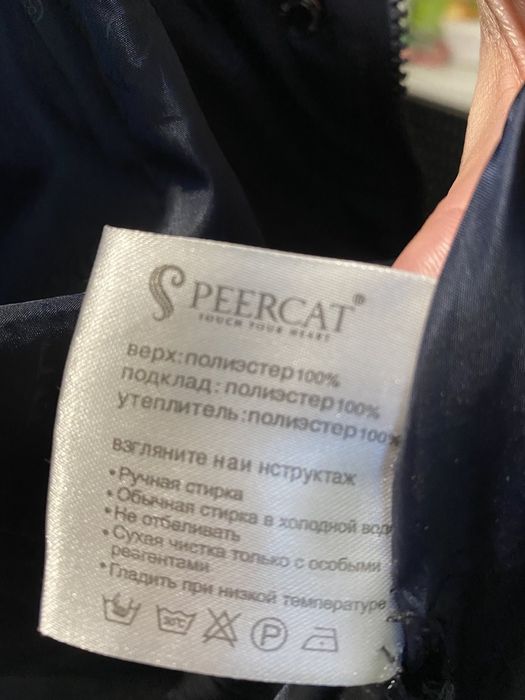 PEERCAT®
TOUCH YOUR HEART
верх:полиэстер100%
подклад:полиэстер100%
утеплитель:полиэстер100%
взгляните наи нструктаж
•Ручная стирка
•Обычная стирка в холодной вод
•Не отбеливать
•Сухая чистка только с особыми
реагентами
•Гладить при низкой температуре
30°C P